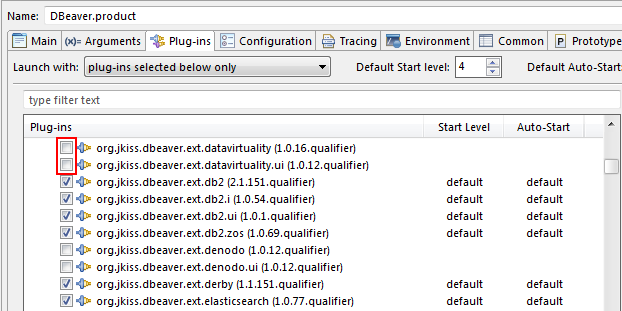 Name: DBeaver.product
Main (x)= Arguments Plug-ins Configuration Tracing Environment Common Prototype
Launch with: plug-ins selected below only Default Start level: 4 Default Auto-Start:
type filter text
Plug-ins Start Level Auto-Start
org.jkiss.dbeaver.ext.datavirtuality (1.0.16.qualifier)
org.jkiss.dbeaver.ext.datavirtuality.ui (1.0.12.qualifier)
org.jkiss.dbeaver.ext.db2 (2.1.151.qualifier) default default
org.jkiss.dbeaver.ext.db2.i (1.0.54.qualifier) default default
org.jkiss.dbeaver.ext.db2.ui (1.0.1.qualifier) default default
org.jkiss.dbeaver.ext.db2.zos (1.0.69.qualifier) default default
org.jkiss.dbeaver.ext.denodo (1.0.12.qualifier)
org.jkiss.dbeaver.ext.denodo.ui (1.0.12.qualifier)
org.jkiss.dbeaver.ext.derby (1.1.151.qualifier) default default
org.jkiss.dbeaver.ext.elasticsearch (1.0.77.qualifier) default default